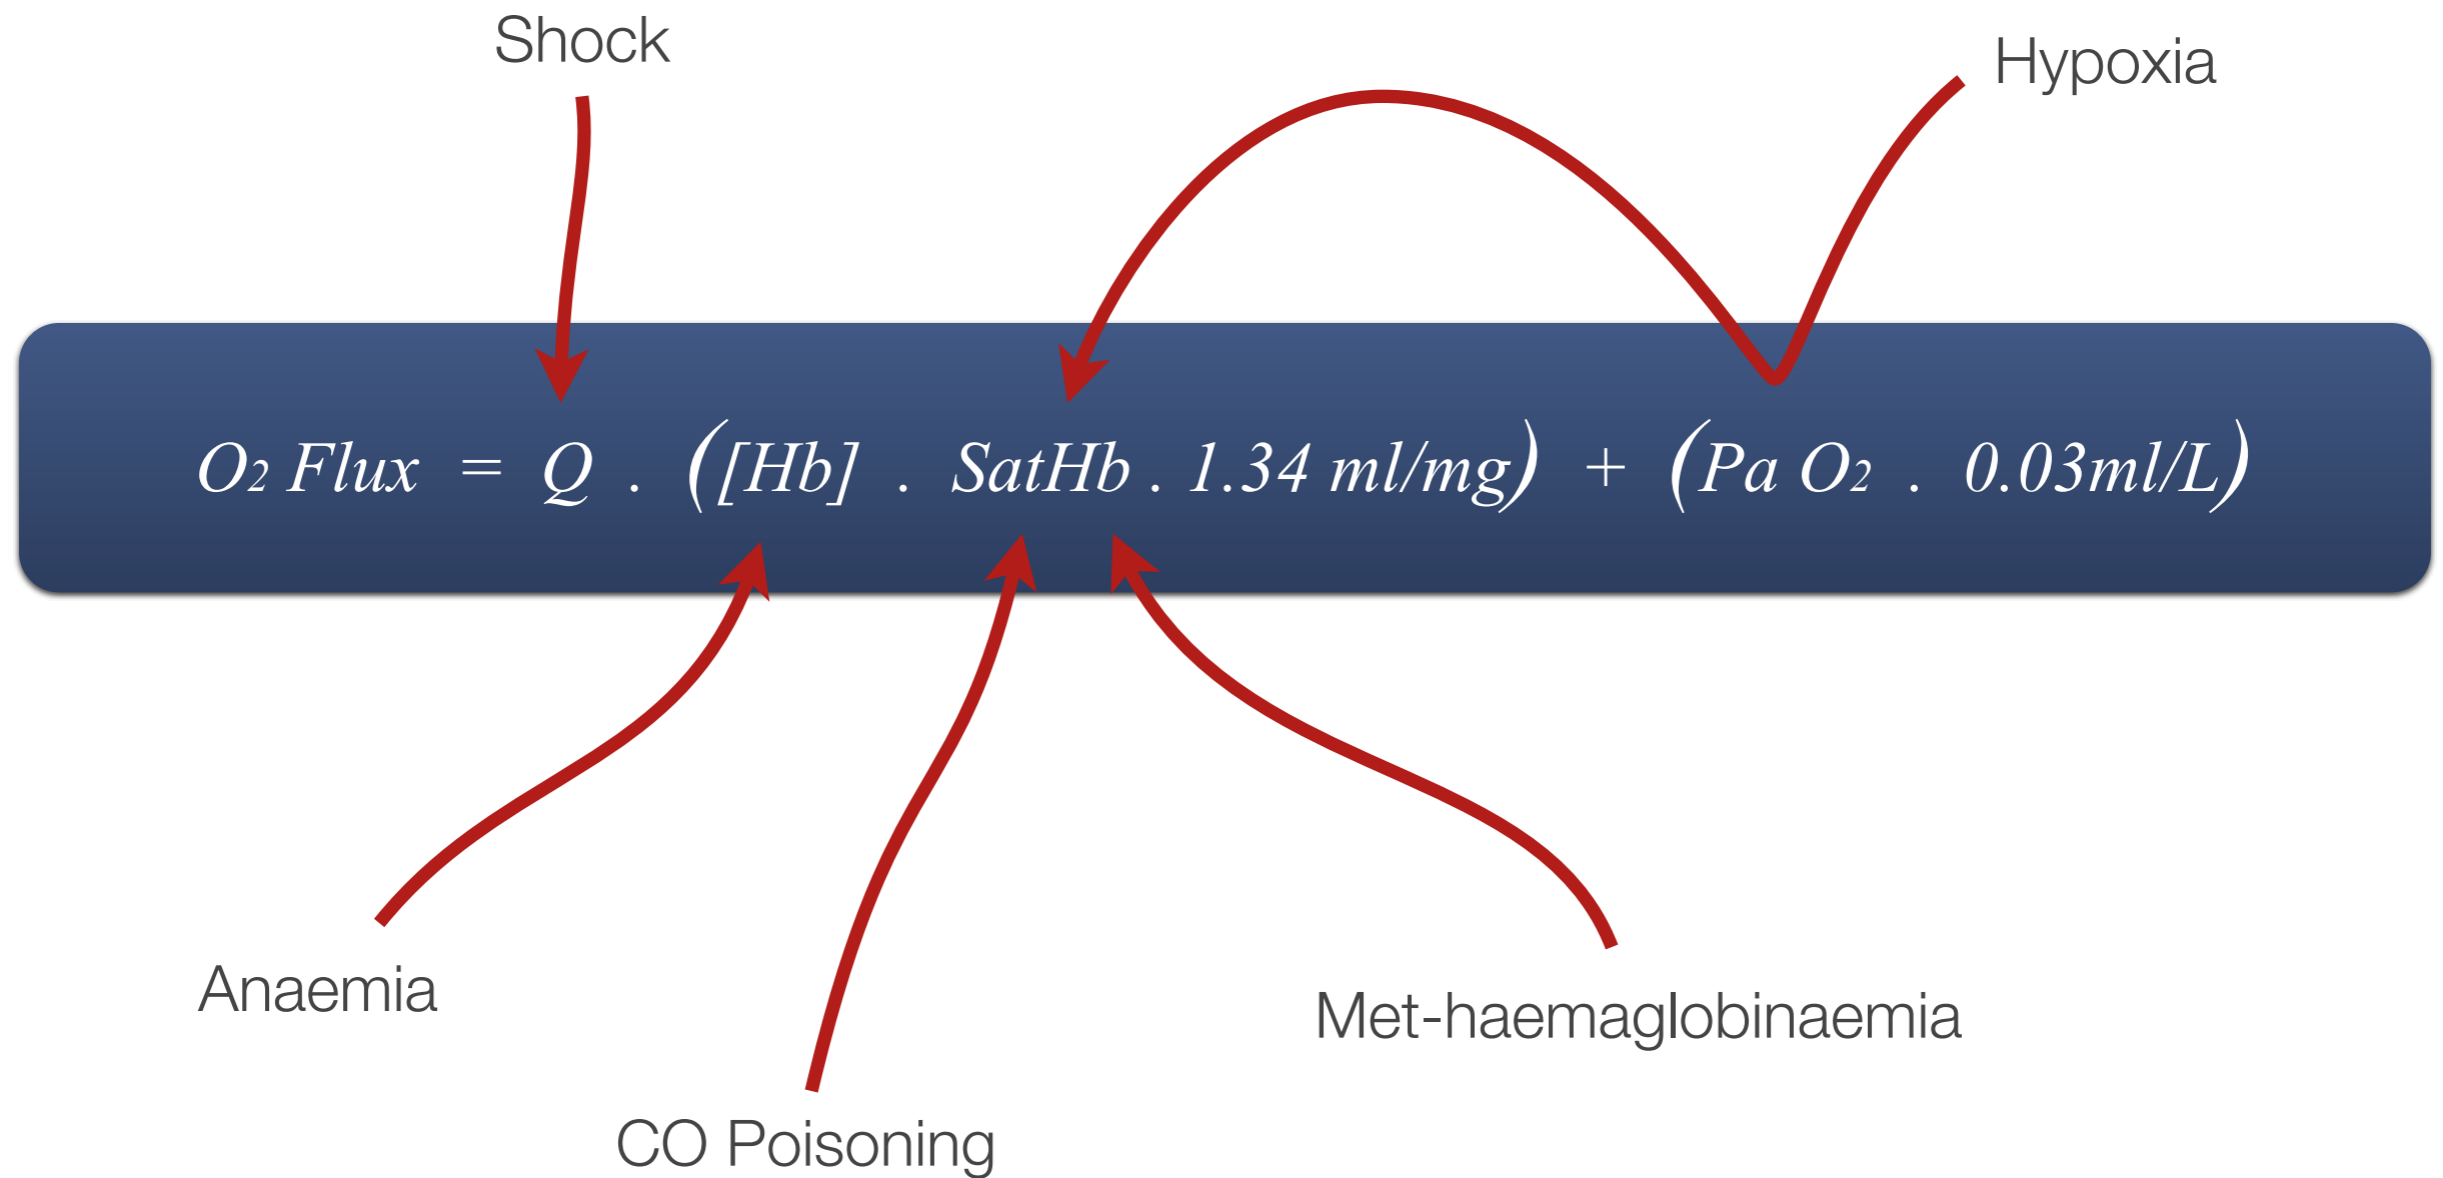 Shock
Hypoxia
O2 Flux = Q . ([Hb] . SatHb . 1.34 ml/mg) + (Pa O2 . 0.03ml/L)
Anaemia
Met-haemaglobinaemia
CO Poisoning